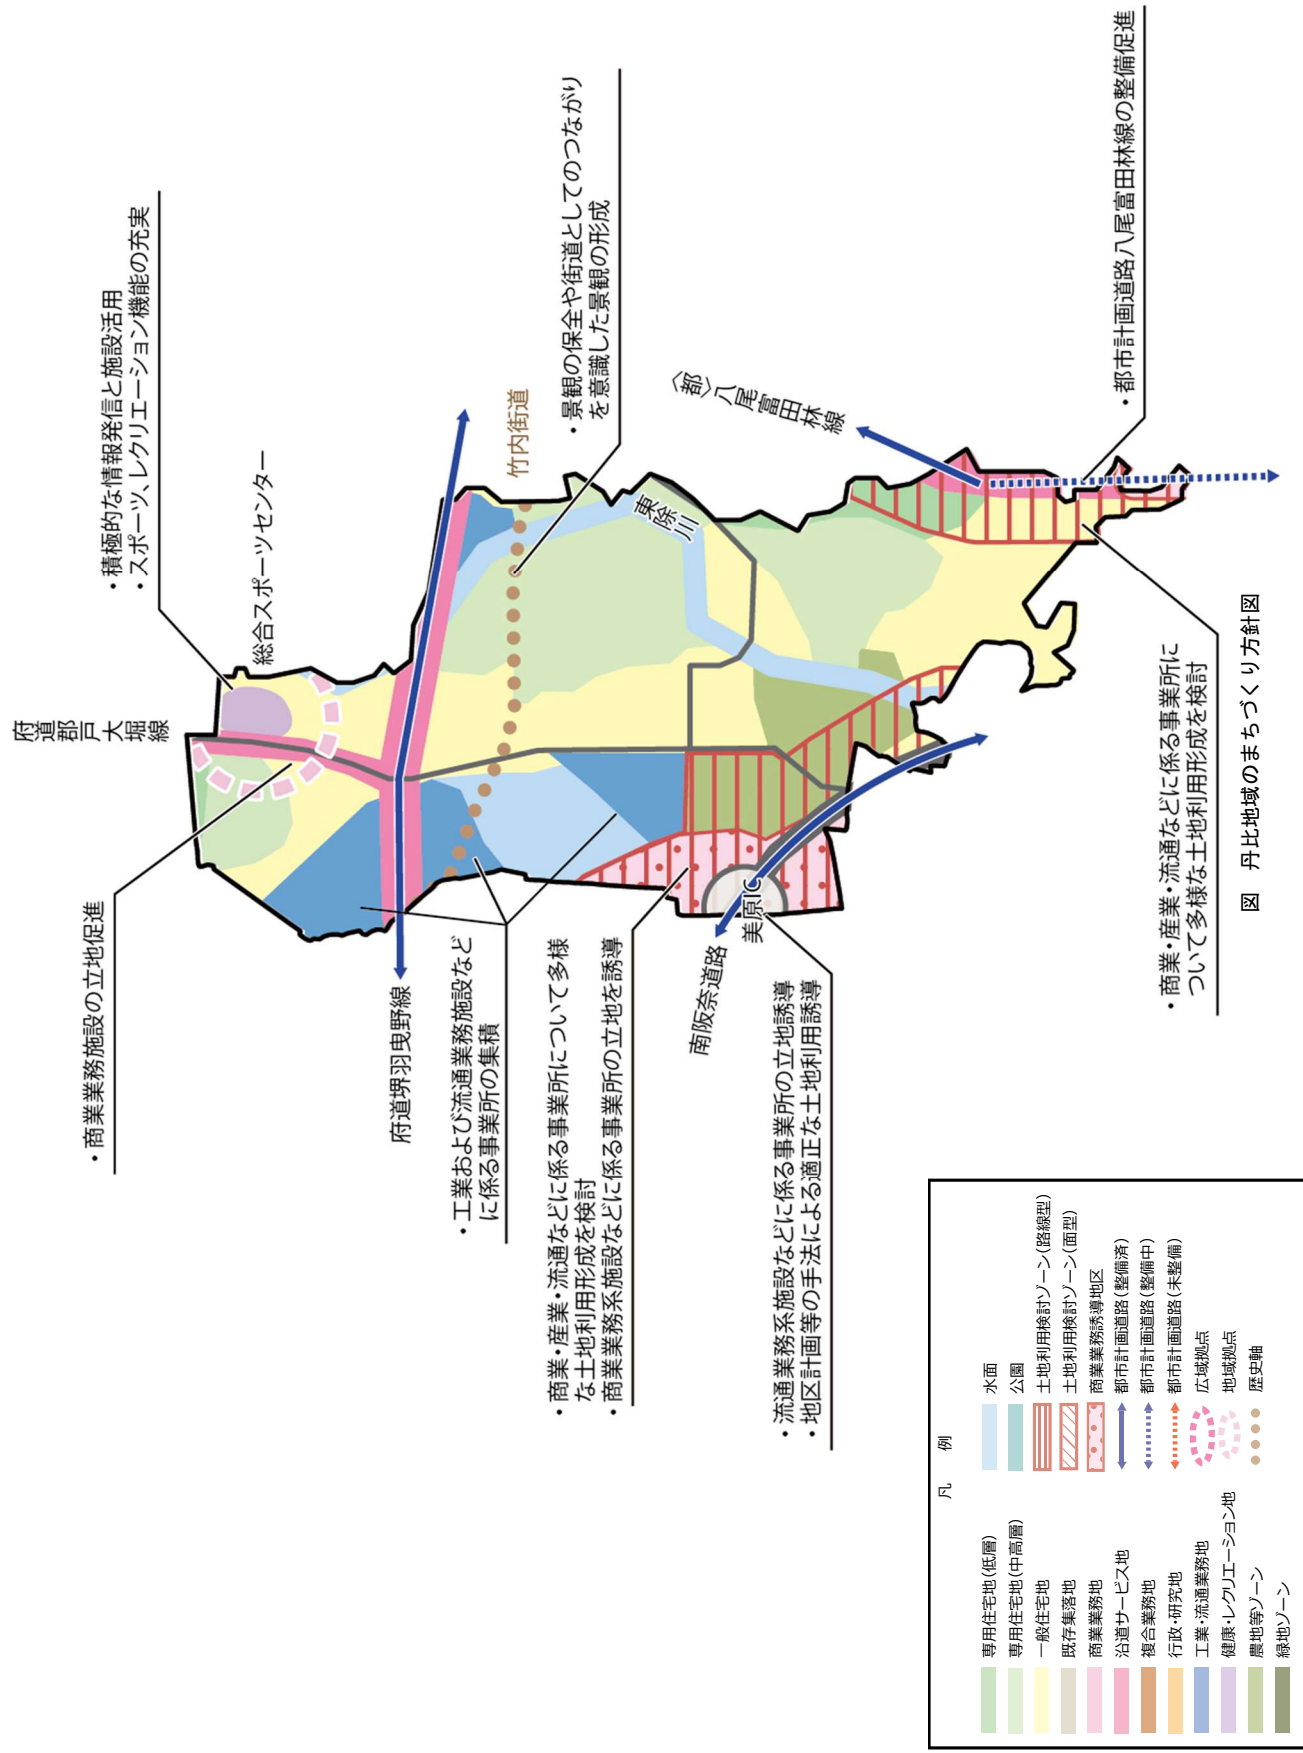 ・積極的な情報発信と施設活用
・スポーツ、レクリエーション機能の充実
総合スポーツセンター
府道郡戸大堀線
・商業業務施設の立地促進
竹内街道
・景観の保全や街道としてのつながり
を意識した景観の形成
東除川
〈都〉八尾富田林線
・都市計画道路八尾富田林線の整備促進
府道堺羽曳野線
・工業および流通業務施設など
に係る事業所の集積
・商業・産業・流通などに係る事業所について多様
な土地利用形成を検討
・商業業務系施設などに係る事業所の立地を誘導
南阪奈道路
美原IC
・流通業務系施設などに係る事業所の立地誘導
・地区計画等の手法による適正な土地利用誘導
・商業・産業・流通などに係る事業所に
ついて多様な土地利用形成を検討
図 丹比地域のまちづくり方針図
凡 例
専用住宅地(低層)
専用住宅地(中高層)
一般住宅地
既存集落地
商業業務地
沿道サービス地
複合業務地
行政・研究地
工業・流通業務地
健康・レクリエーション地
農地等ゾーン
緑地ゾーン
水面
公園
土地利用検討ゾーン(路線型)
土地利用検討ゾーン(面型)
商業業務誘導地区
都市計画道路(整備済)
都市計画道路(整備中)
都市計画道路(未整備)
広域拠点
地域拠点
歴史軸